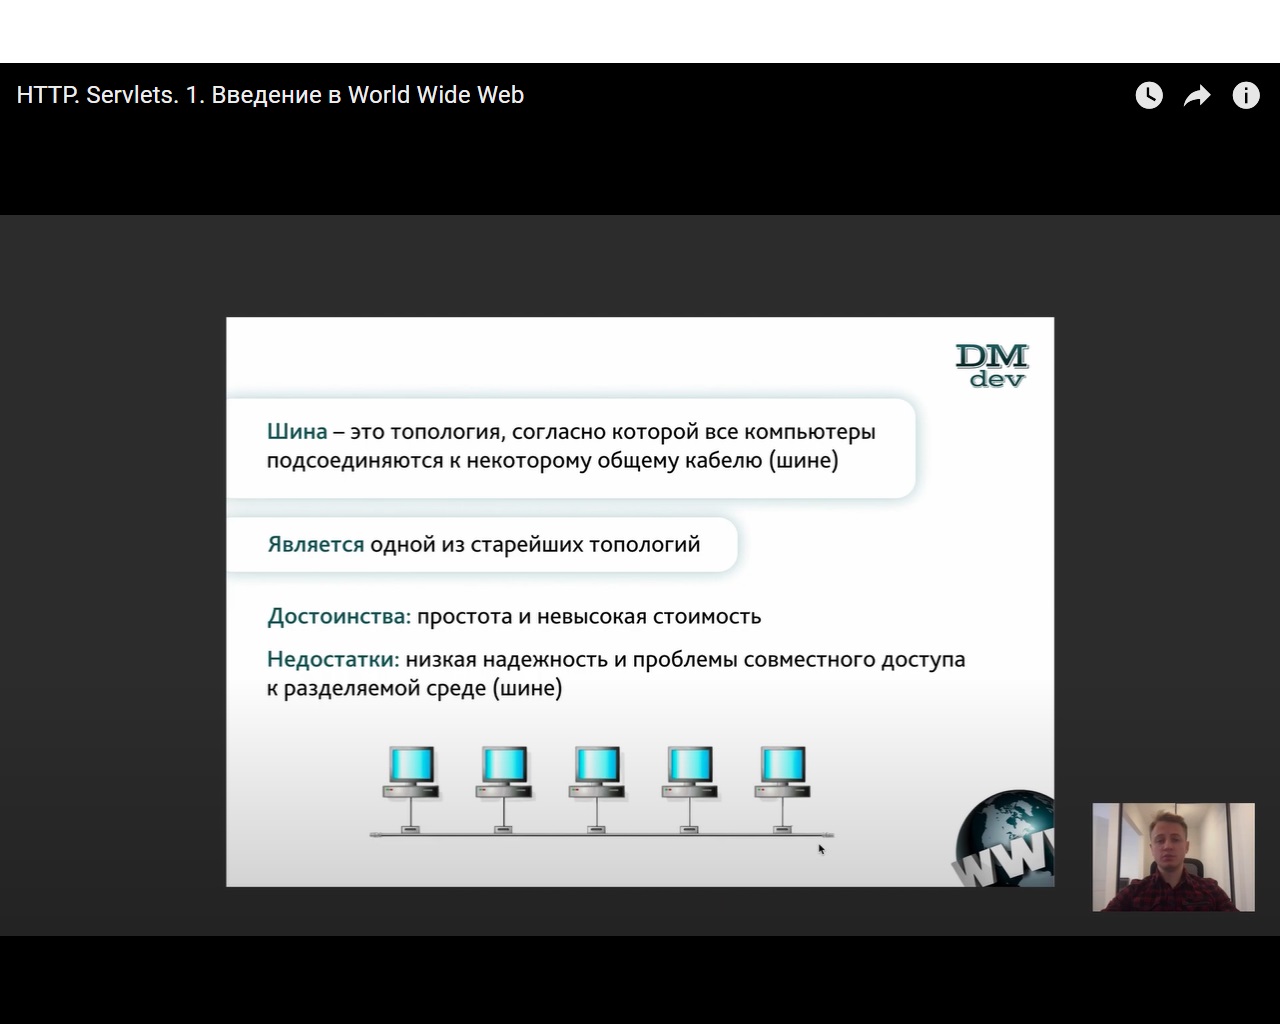 HTTP. Servlets. 1. Введение в World Wide Web
DM
dev
Шина – это топология, согласно которой все компьютеры
подсоединяются к некоторому общему кабелю (шине)
Является одной из старейших топологий
Достоинства: простота и невысокая стоимость
Недостатки: низкая надежность и проблемы совместного доступа
к разделяемой среде (шине)
WWW